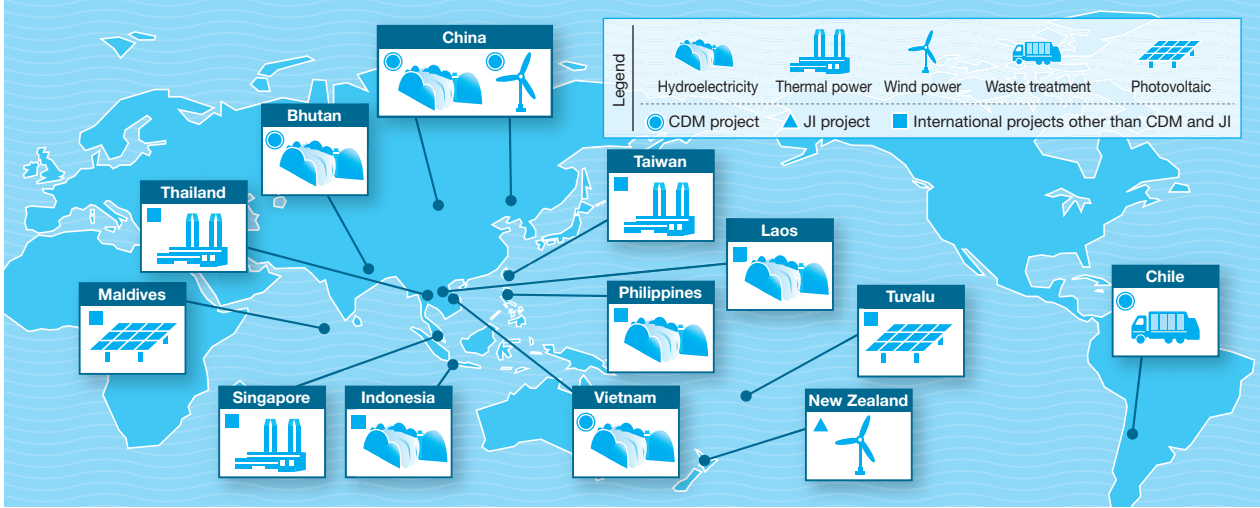 China
Legend
Hydroelectricity
Thermal power
Wind power
Waste treatment
Photovoltaic
CDM project
JI project
International projects other than CDM and JI
Bhutan
Taiwan
Thailand
Laos
Chile
Maldives
Philippines
Tuvalu
Singapore
Indonesia
Vietnam
New Zealand